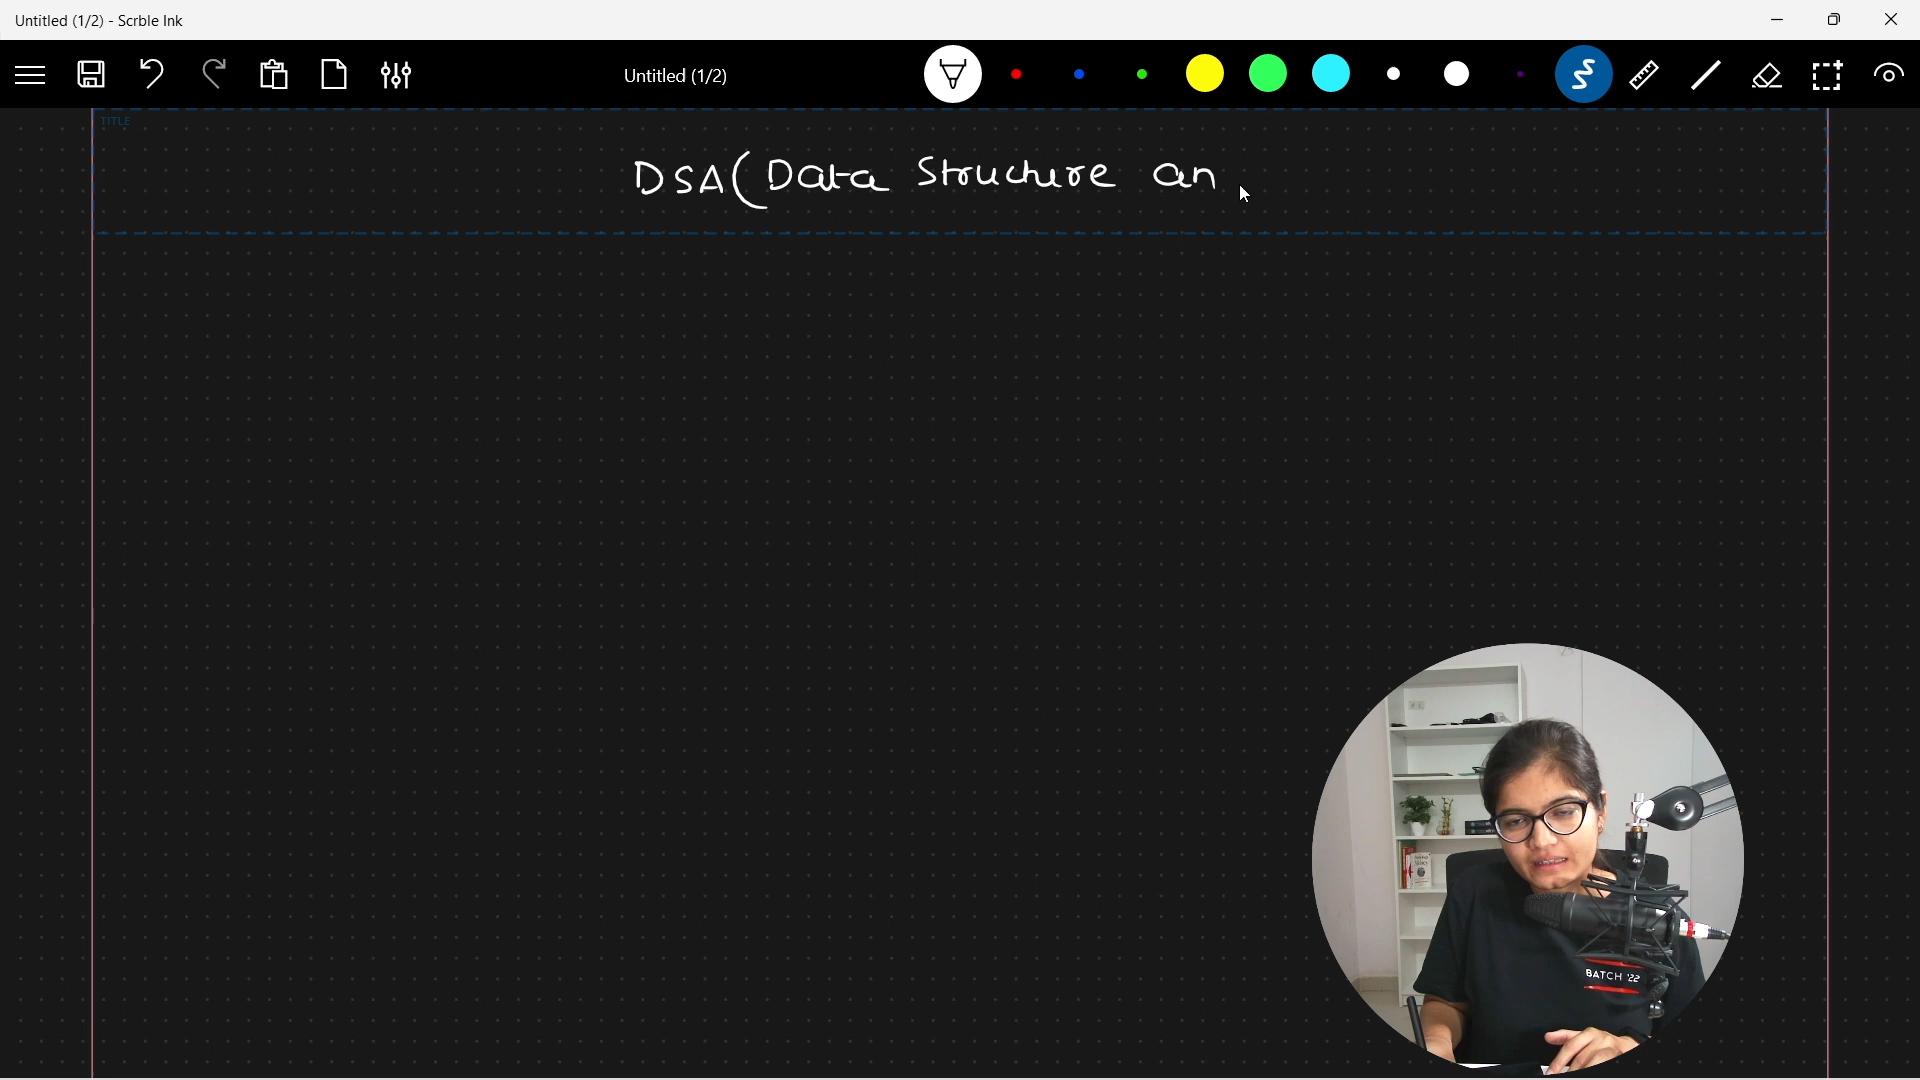 Untitled (1/2) - Scrble Ink
Untitled (1/2)
TITLE
DSA(Data Structure an
BATCH '22